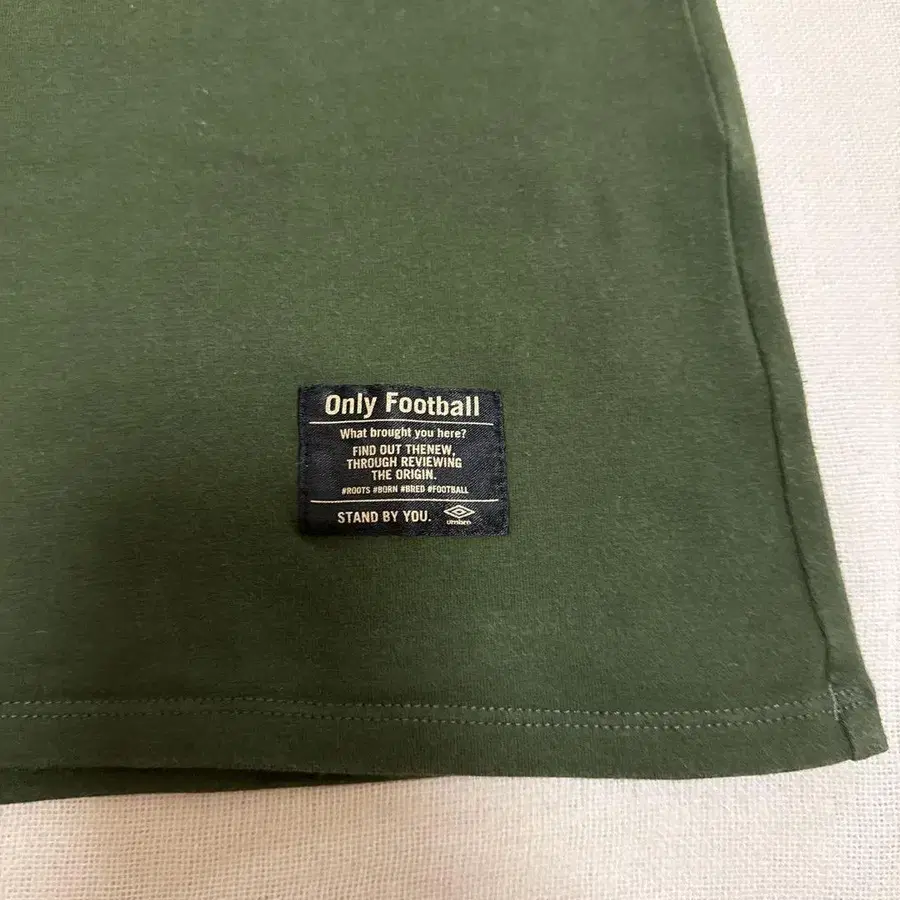 Only Football
What brought you here?
FIND OUT THENEW,
THROUGH REVIEWING
THE ORIGIN.
#ROOTS #BORN #BRED #FOOTBALL
STAND BY YOU.
umbro